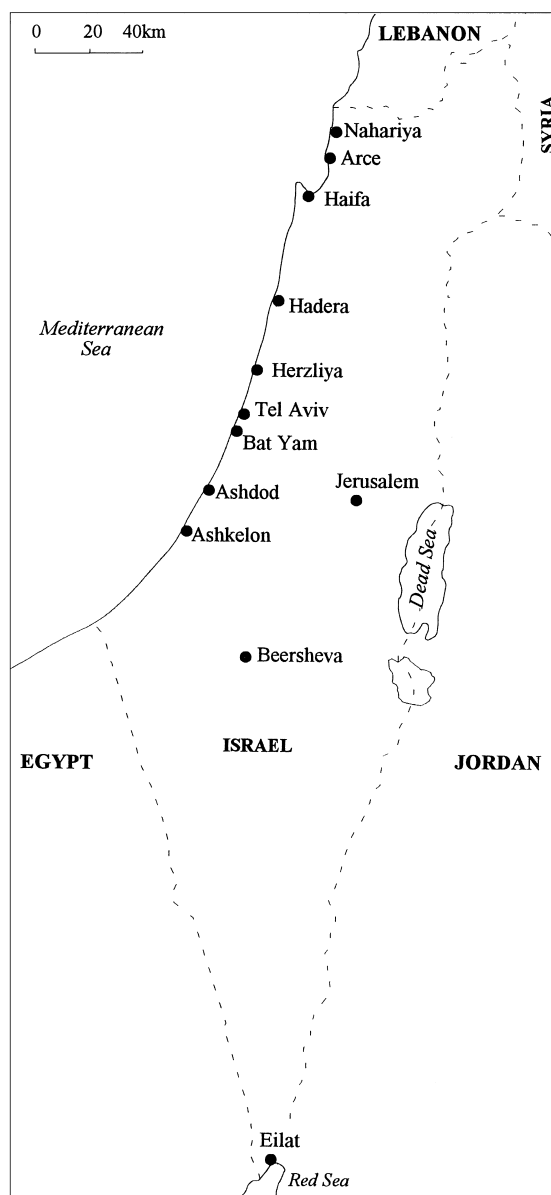 0 20 40km
LEBANON
SYRIA
Nahariya
Arce
Haifa
Hadera
Mediterranean
Sea
Herzliya
Tel Aviv
Bat Yam
Jerusalem
Ashdod
Ashkelon
Dead Sea
Beersheva
ISRAEL
EGYPT
JORDAN
Eilat
Red Sea